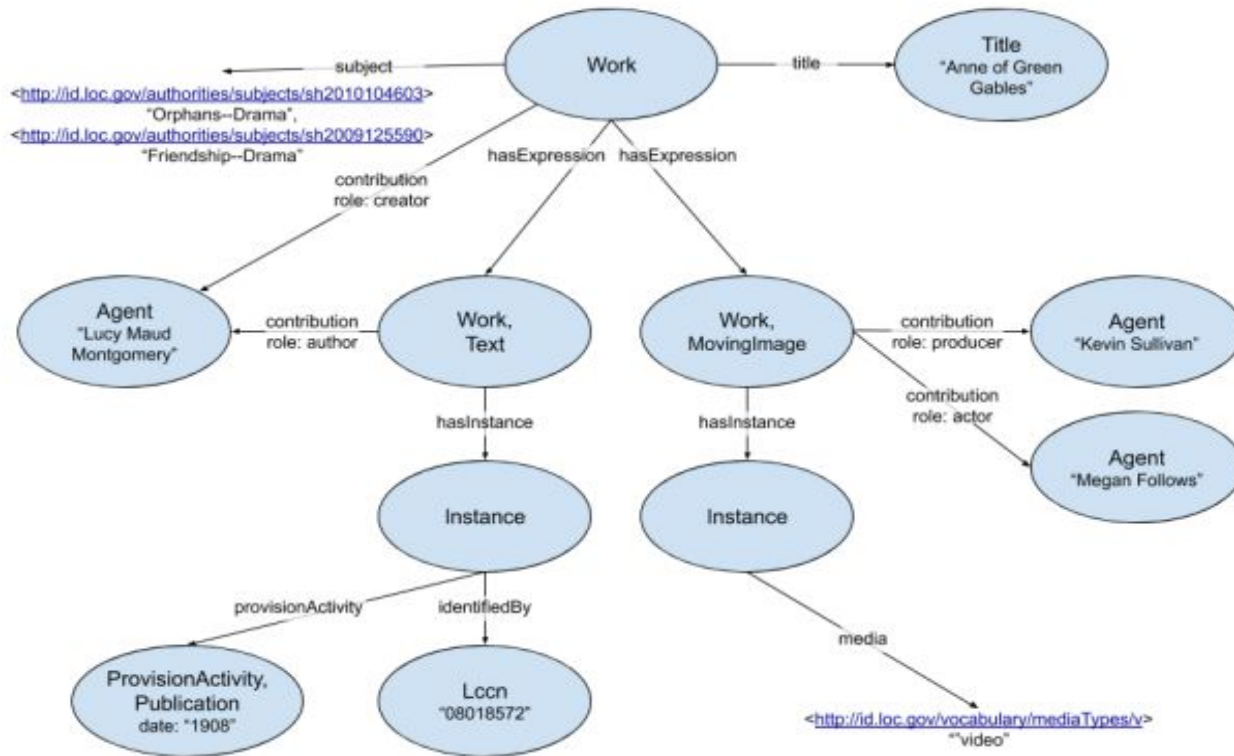 Work
title
Title
“Anne of Green
Gables”
subject
<http://id.loc.gov/authorities/subjects/sh2010104603>
“Orphans--Drama”,
<http://id.loc.gov/authorities/subjects/sh2009125590>
“Friendship--Drama”
hasExpression
hasExpression
contribution
role: creator
Agent
“Lucy Maud
Montgomery”
contribution
role: author
Work,
Text
Work,
MovingImage
contribution
role: producer
Agent
“Kevin Sullivan”
contribution
role: actor
Agent
“Megan Follows”
hasInstance
hasInstance
Instance
Instance
provisionActivity
identifiedBy
media
ProvisionActivity,
Publication
date: “1908”
Lccn
“08018572”
<http://id.loc.gov/vocabulary/mediaTypes/v>
“”video”